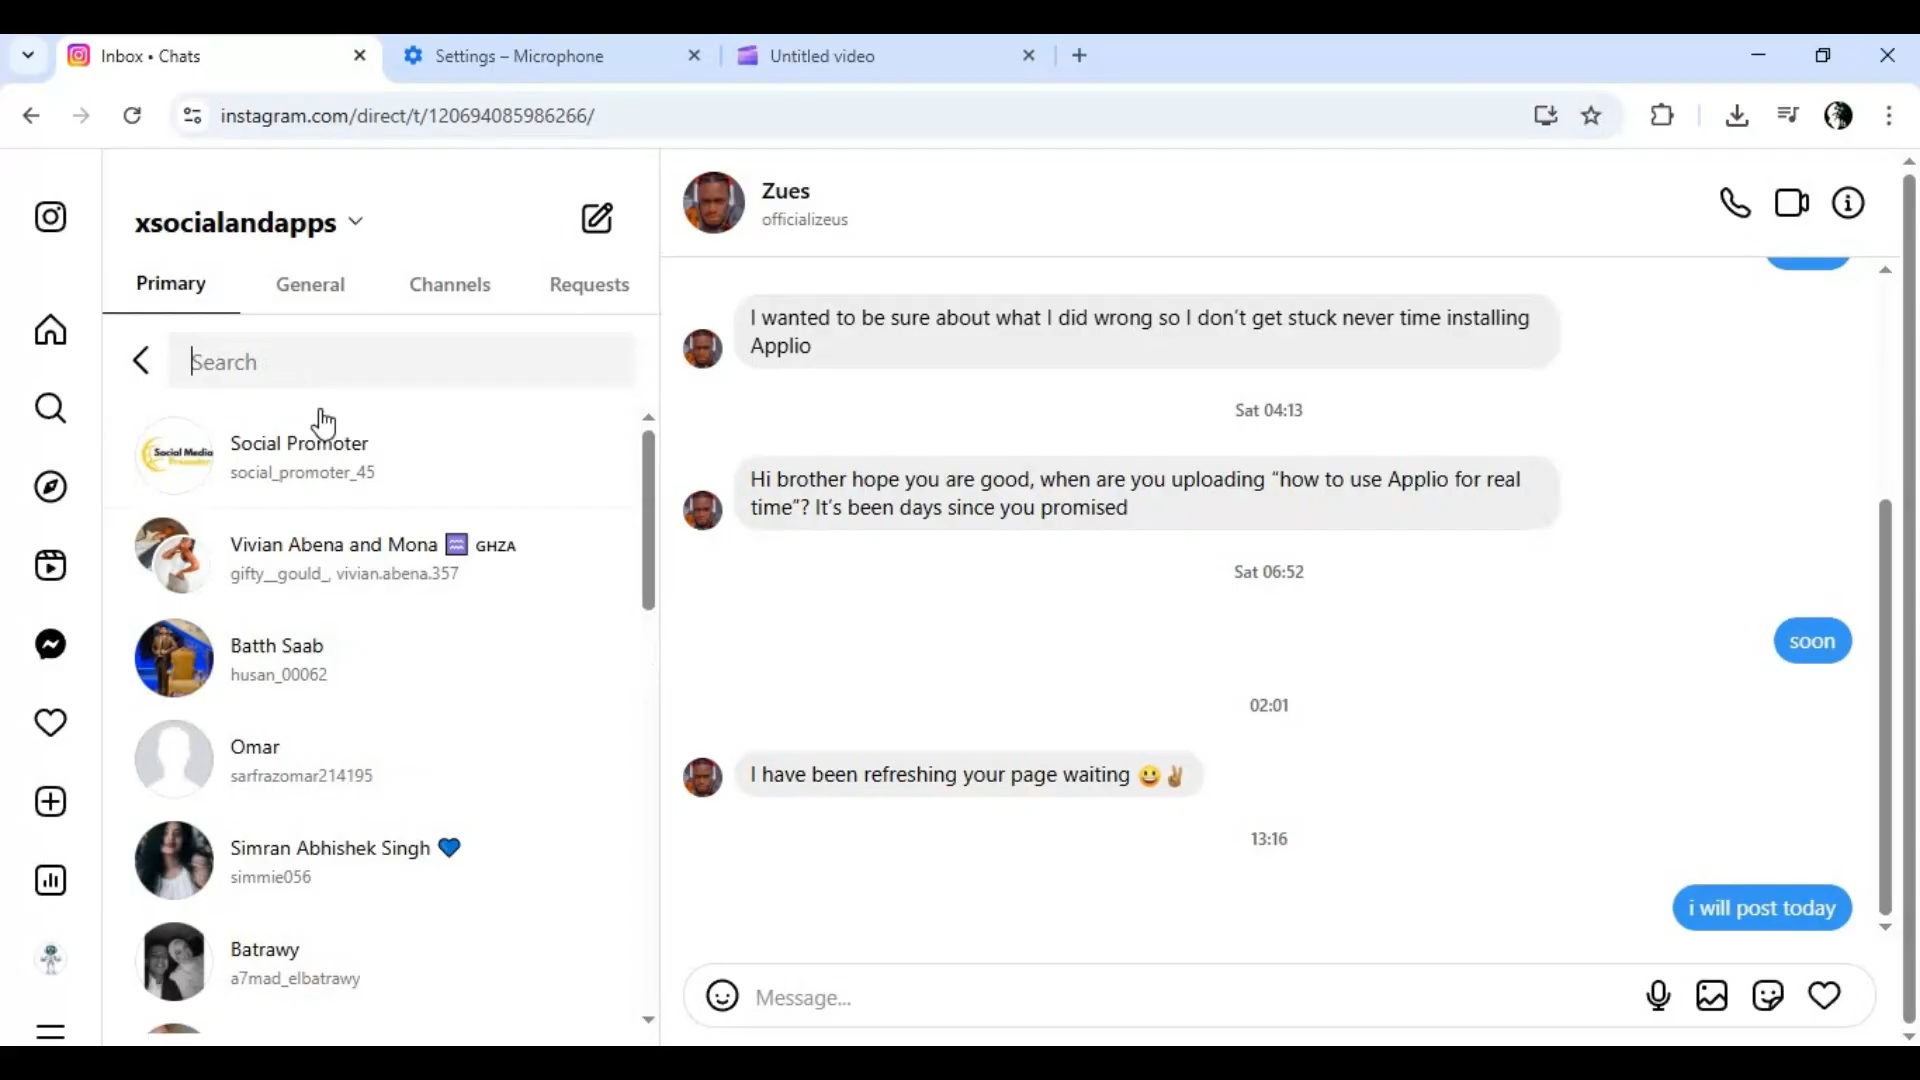 Inbox • Chats
Settings – Microphone
Untitled video
instagram.com/direct/t/120694085986266/
xsocialandapps
Primary
General
Channels
Requests
Search
Social Media
Social Promoter
social_promoter_45
Vivian Abena and Mona ♒ GHZA
gifty__gould_, vivian.abena.357
Batth Saab
husan_00062
Omar
sarfrazomar214195
Simran Abhishek Singh 💙
simmie056
Batrawy
a7mad_elbatrawy
Zues
officializeus
I wanted to be sure about what I did wrong so I don't get stuck never time installing
Applio
Sat 04:13
Hi brother hope you are good, when are you uploading “how to use Applio for real
time”? It's been days since you promised
Sat 06:52
soon
02:01
I have been refreshing your page waiting 😃✌🏽
13:16
i will post today
Message...